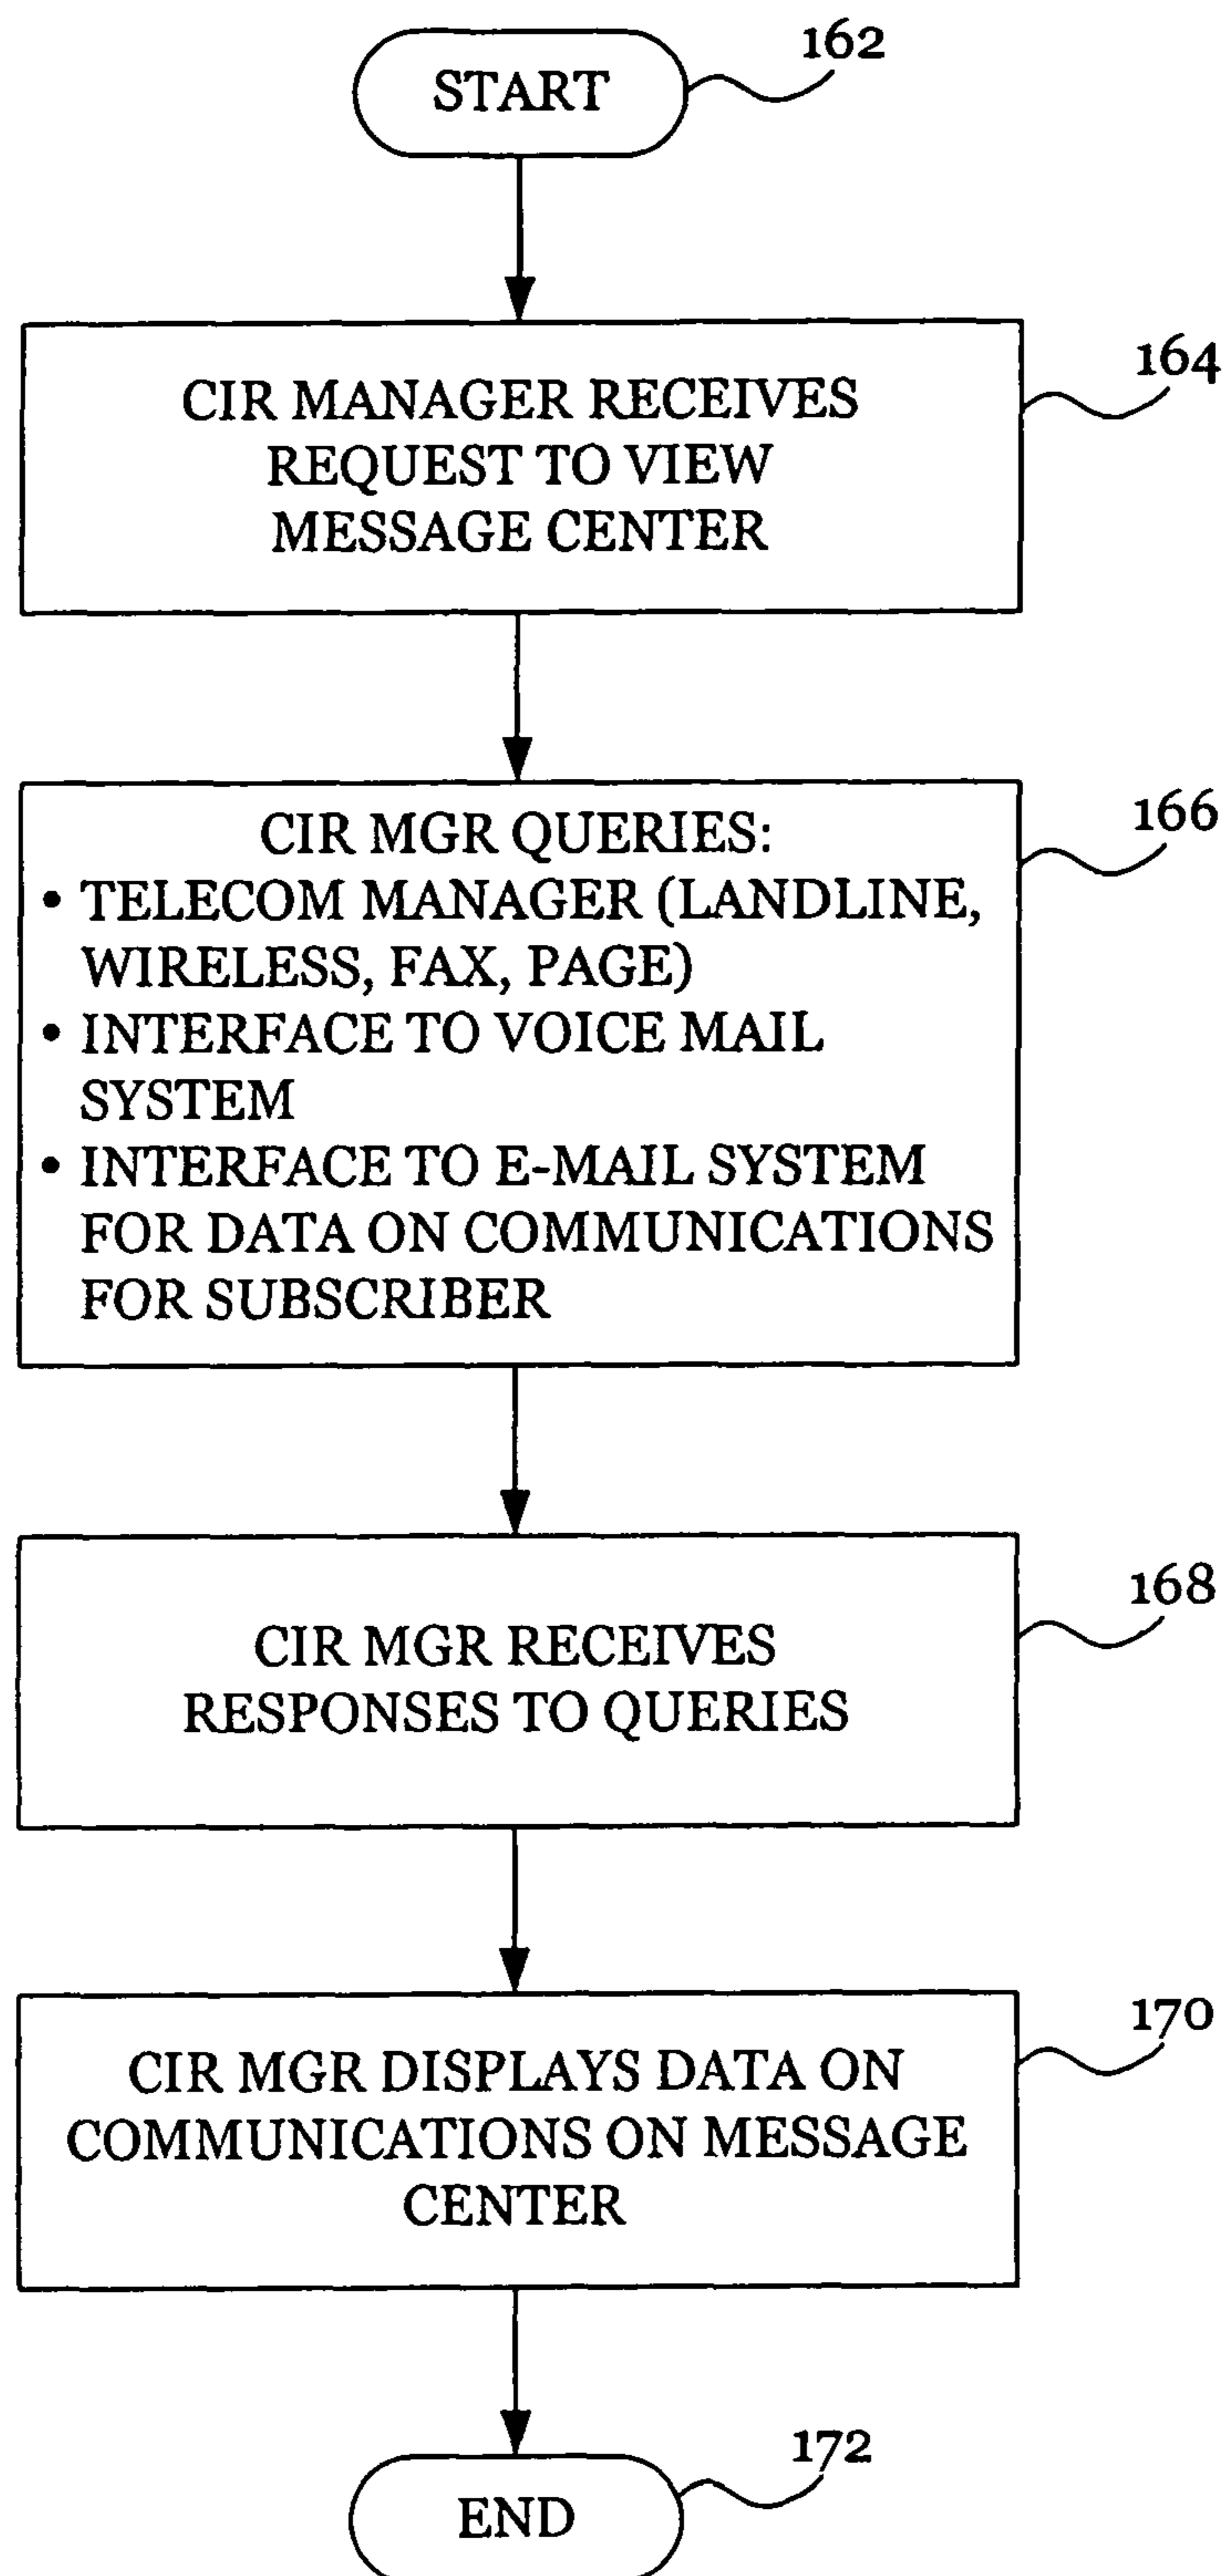 START
162
CIR MANAGER RECEIVES
REQUEST TO VIEW
MESSAGE CENTER
164
CIR MGR QUERIES:
• TELECOM MANAGER (LANDLINE,
WIRELESS, FAX, PAGE)
• INTERFACE TO VOICE MAIL
SYSTEM
• INTERFACE TO E-MAIL SYSTEM
FOR DATA ON COMMUNICATIONS
FOR SUBSCRIBER
166
CIR MGR RECEIVES
RESPONSES TO QUERIES
168
CIR MGR DISPLAYS DATA ON
COMMUNICATIONS ON MESSAGE
CENTER
170
END
172